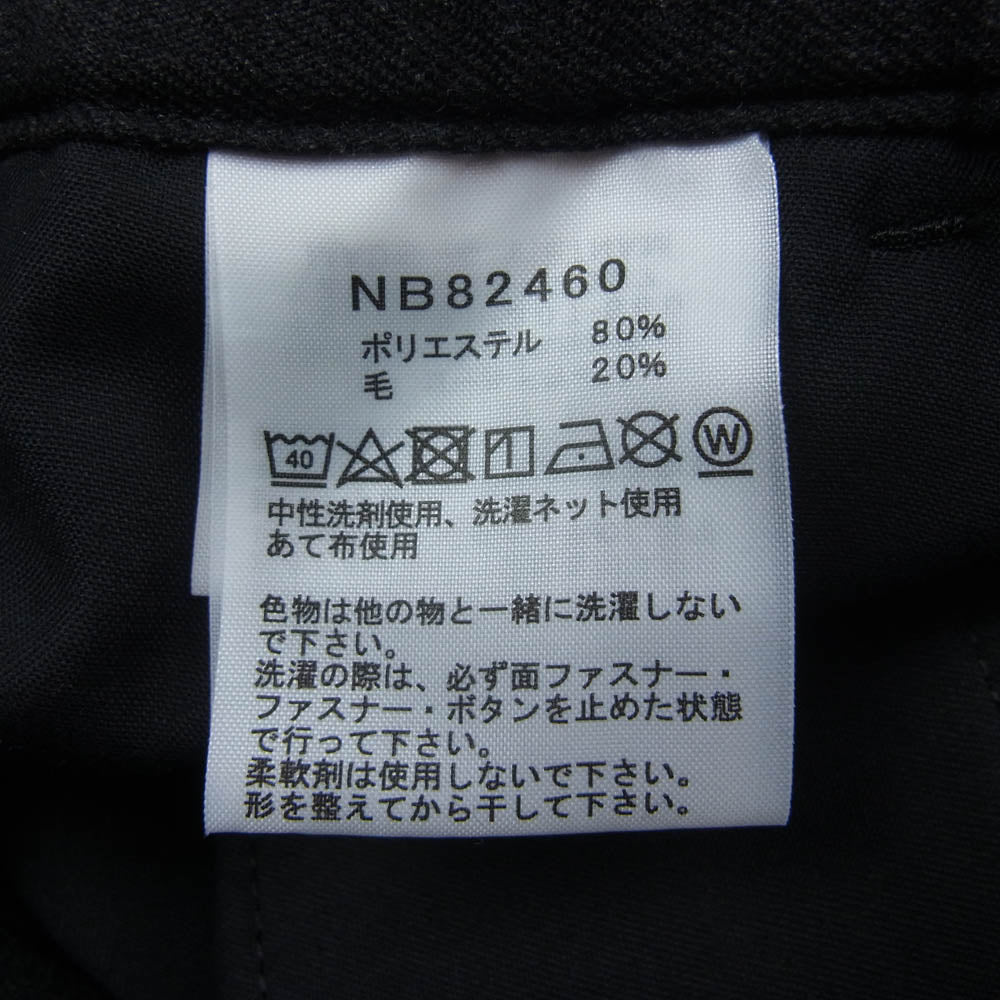 NB82460
ポリエステル 80%
毛 20%
40 W
中性洗剤使用、洗濯ネット使用
あて布使用
色物は他の物と一緒に洗濯しない
で下さい。
洗濯の際は、必ず面ファスナー・
ファスナー・ボタンを止めた状態
で行って下さい。
柔軟剤は使用しないで下さい。
形を整えてから干して下さい。